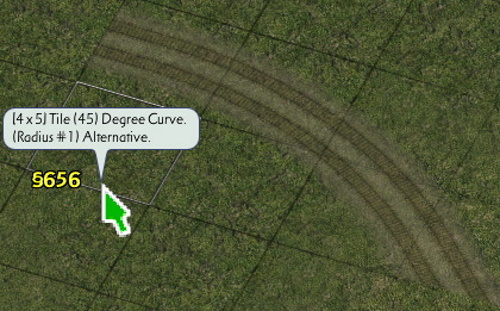 (4 x 5) Tile (45) Degree Curve.
(Radius #1) Alternative.
§656